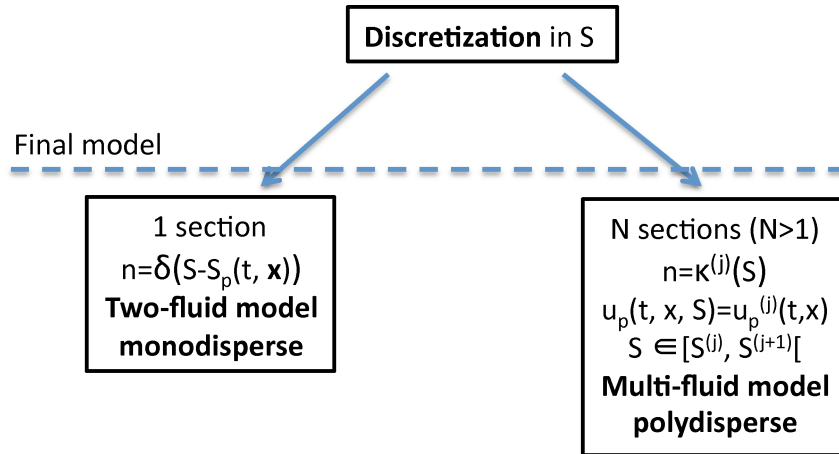 Discretization in S
Final model
1 section
n=δ(S-Sₚ(t, x))
Two-fluid model
monodisperse
N sections (N>1)
n=κ⁽ʲ⁾(S)
uₚ(t, x, S)=uₚ⁽ʲ⁾(t,x)
S ∈[S⁽ʲ⁾, S⁽ʲ⁺¹⁾[
Multi-fluid model
polydisperse